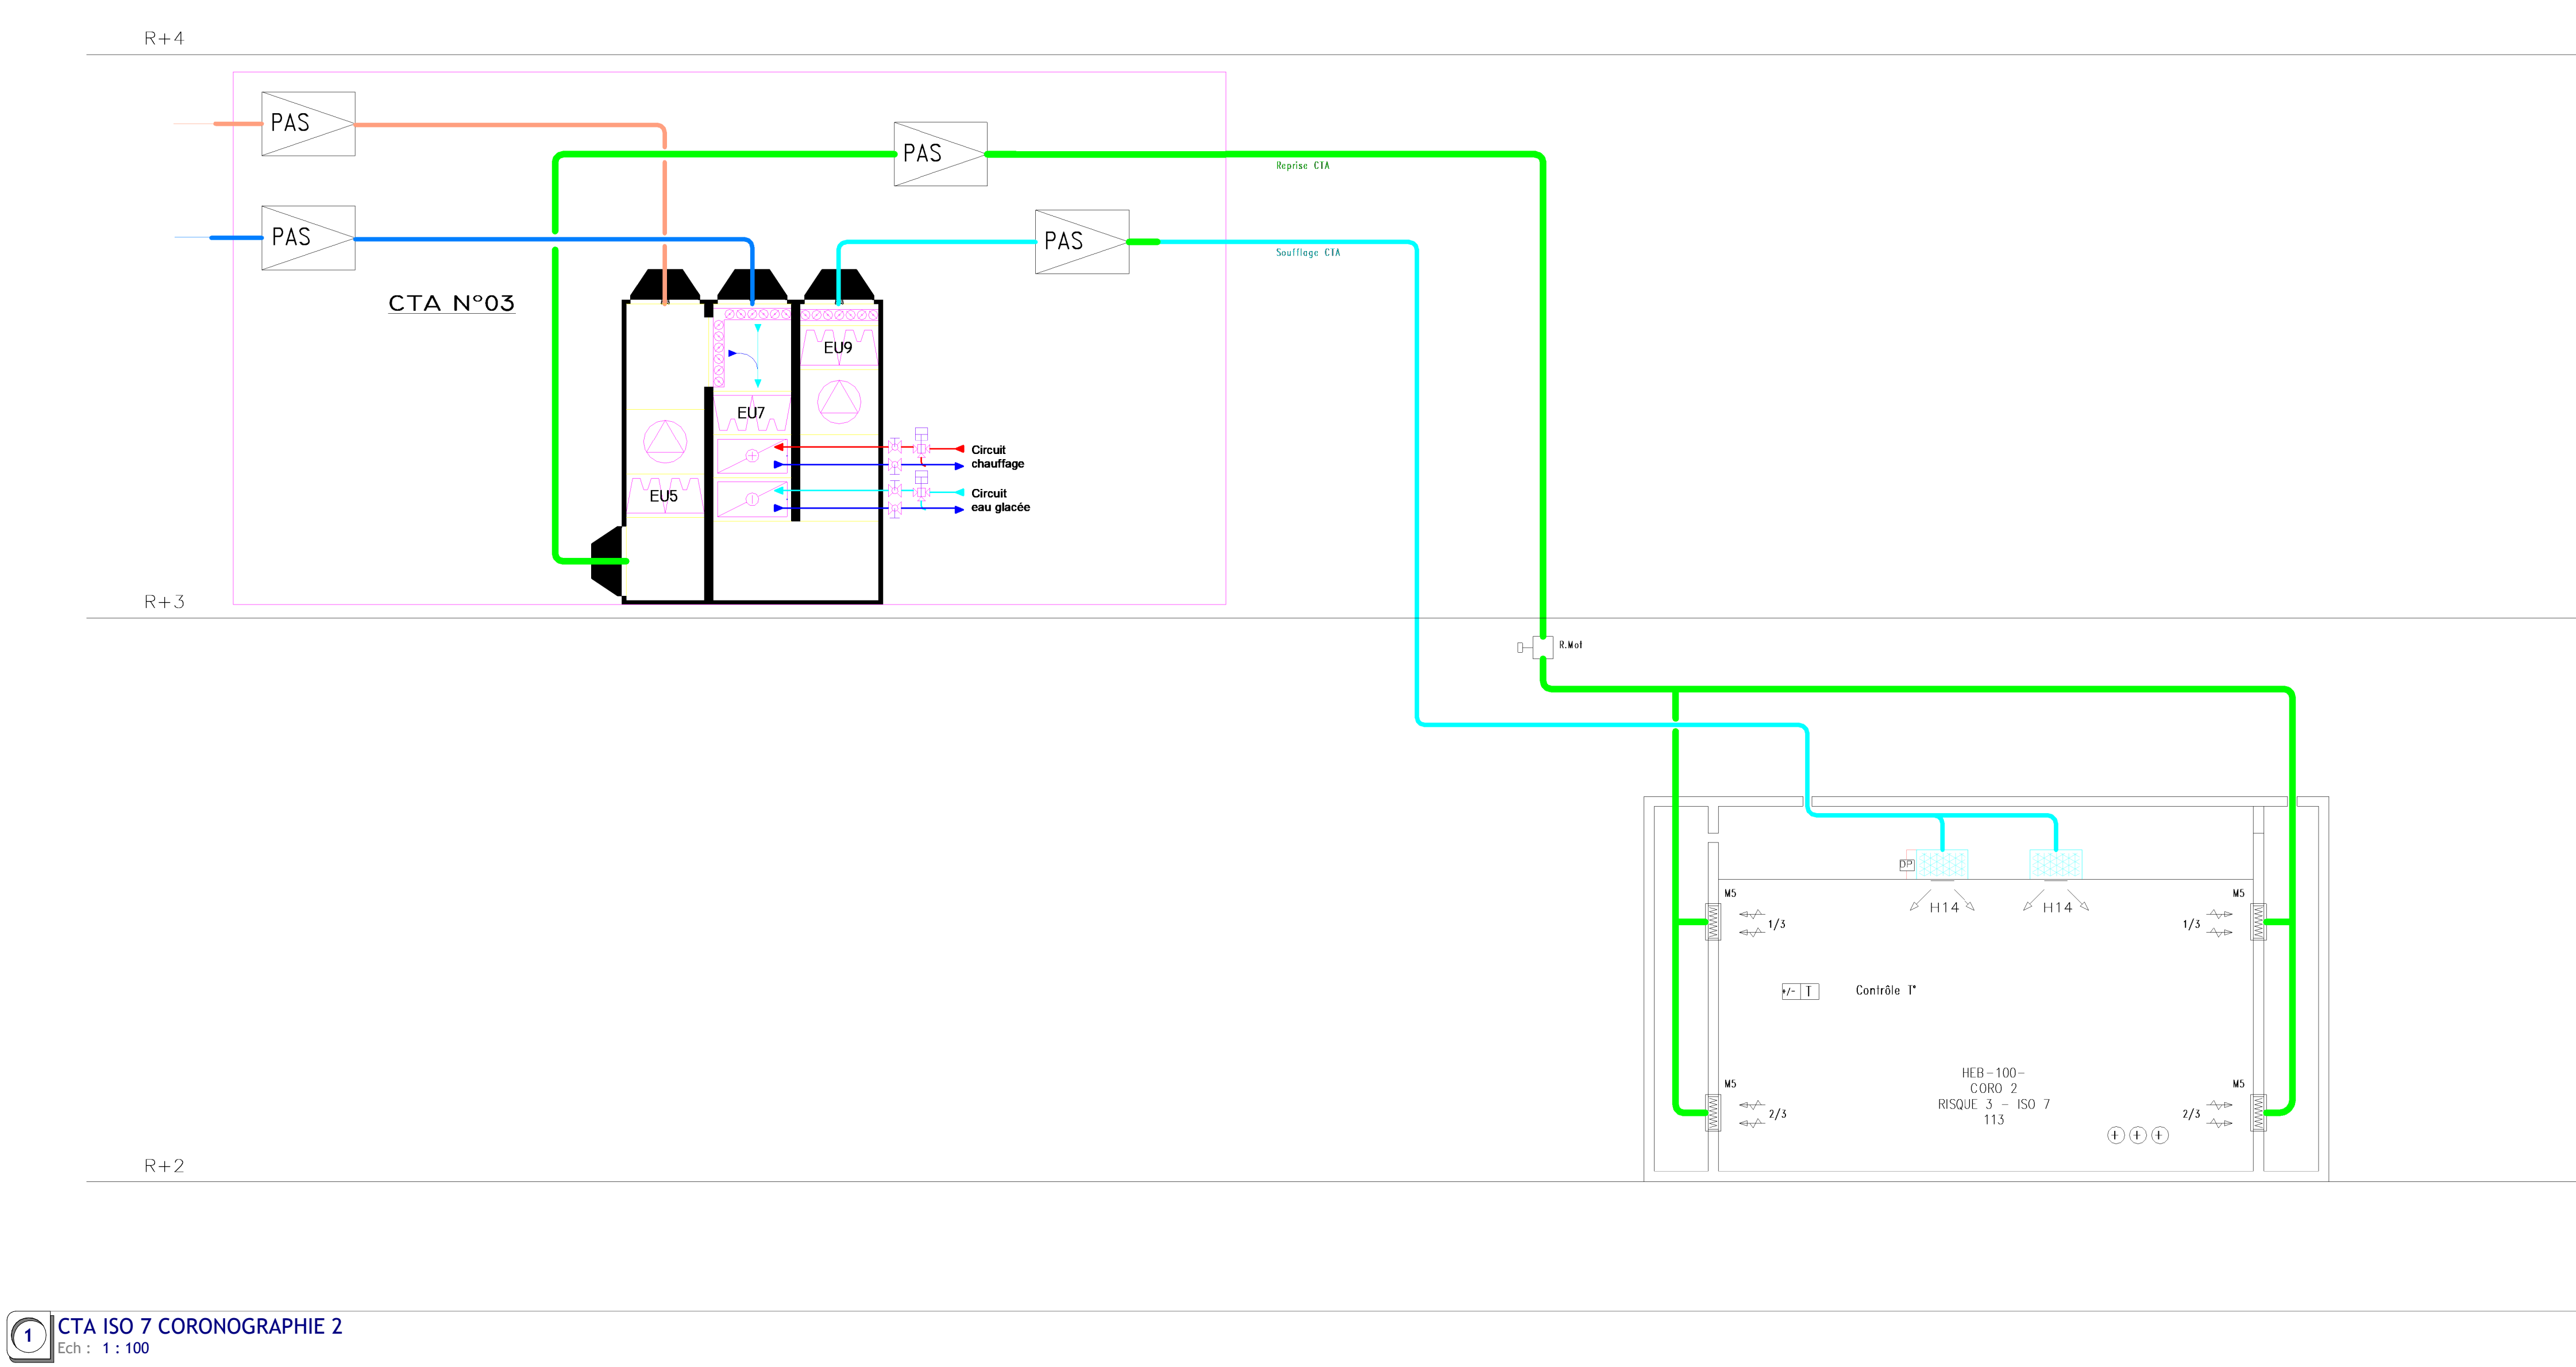 R+4
PAS
PAS
PAS
Reprise CTA
PAS
Soufflage CTA
CTA N°03
EU9
EU7
EU5
Circuit
chauffage
Circuit
eau glacée
R+3
R.Mot
DP
M5
M5
H14
H14
1/3
1/3
+/- T
Contrôle T°
M5
M5
HEB-100-
CORO 2
RISQUE 3 - ISO 7
113
2/3
2/3
R+2
1
CTA ISO 7 CORONOGRAPHIE 2
Ech : 1 : 100